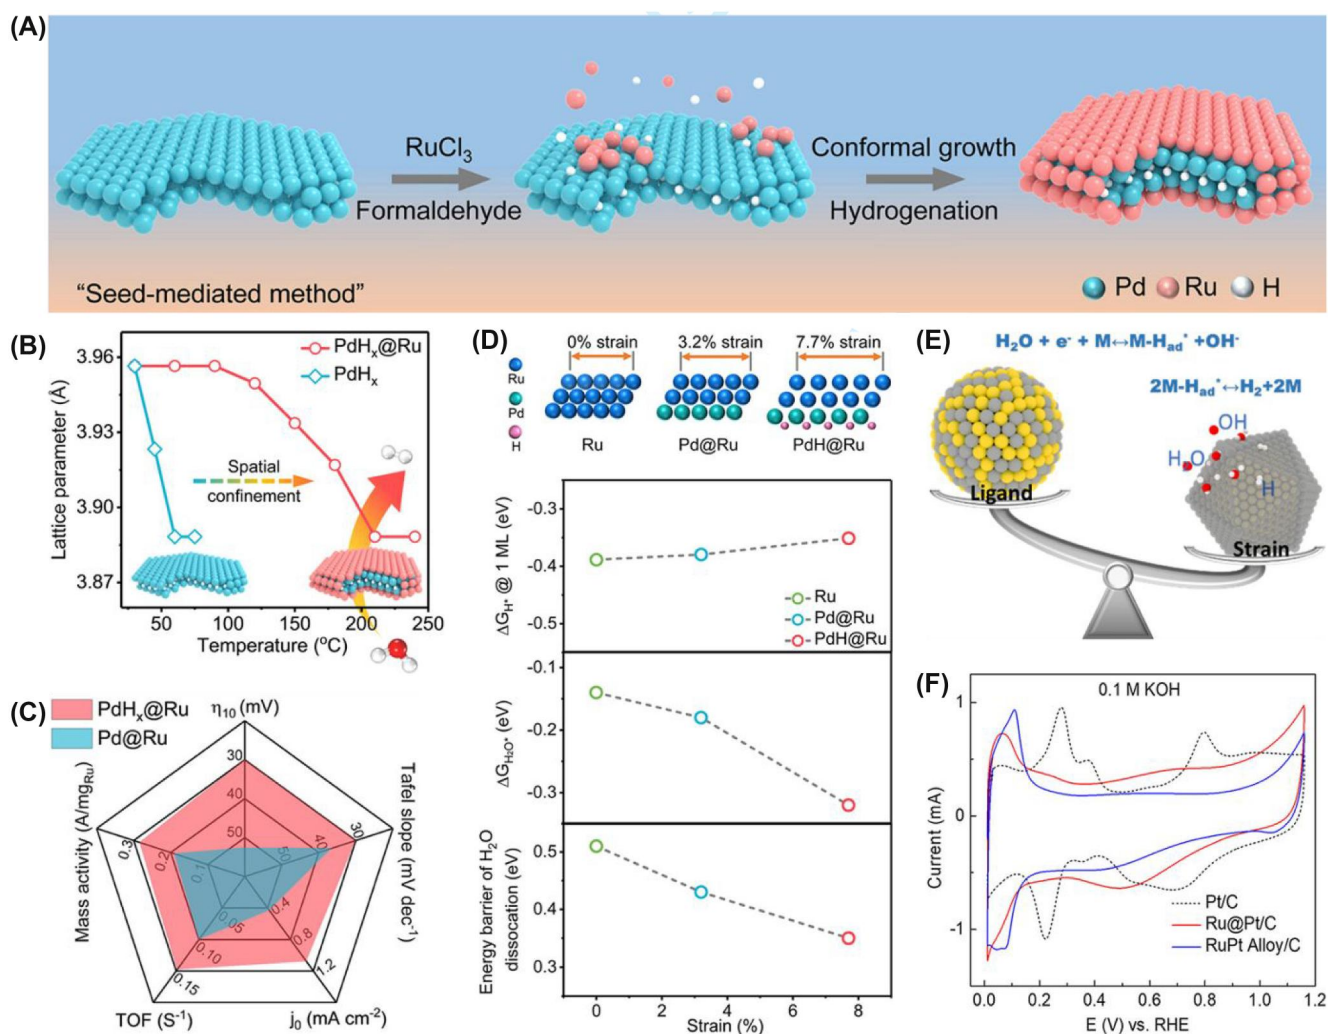 (A)
RuCl3
Formaldehyde
Conformal growth
Hydrogenation
“Seed-mediated method”
Pd Ru H
(B)
PdHx@Ru
PdHx
Spatial
confinement
Lattice parameter (Å)
3.96
3.93
3.90
3.87
50 100 150 200 250
Temperature (oC)
(C)
PdHx@Ru
Pd@Ru
η10 (mV)
30
40
50
Tafel slope (mV dec-1)
30
40
50
j0 (mA cm-2)
0.4
0.8
1.2
TOF (S-1)
0.05
0.10
0.15
Mass activity (A/mgRu)
0.1
0.2
0.3
(D)
0% strain 3.2% strain 7.7% strain
Ru
Pd
H
Ru Pd@Ru PdH@Ru
ΔGH* @ 1 ML (eV)
-0.3
-0.4
-0.5
Ru
Pd@Ru
PdH@Ru
ΔGH2O* (eV)
-0.1
-0.2
-0.3
Energy barrier of H2O
dissocation (eV)
0.5
0.4
0.3
0 2 4 6 8
Strain (%)
(E)
H2O + e- + M↔M-Had* +OH-
2M-Had*↔H2+2M
OH
H2O
H
Ligand
Strain
(F)
0.1 M KOH
Current (mA)
1
0
-1
Pt/C
Ru@Pt/C
RuPt Alloy/C
0.0 0.2 0.4 0.6 0.8 1.0 1.2
E (V) vs. RHE